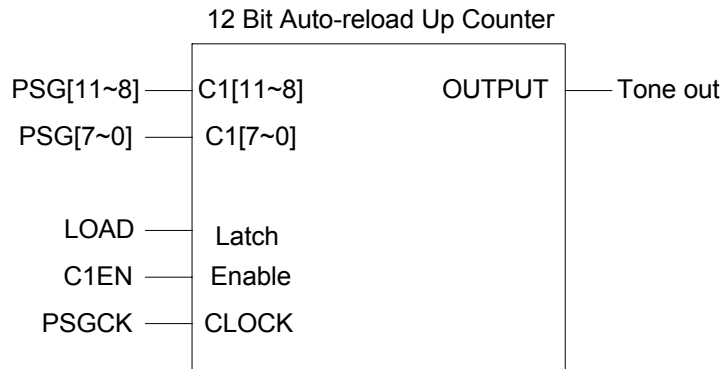 12 Bit Auto-reload Up Counter
PSG[11~8] C1[11~8] OUTPUT Tone out
PSG[7~0] C1[7~0]
LOAD Latch
C1EN Enable
PSGCK CLOCK